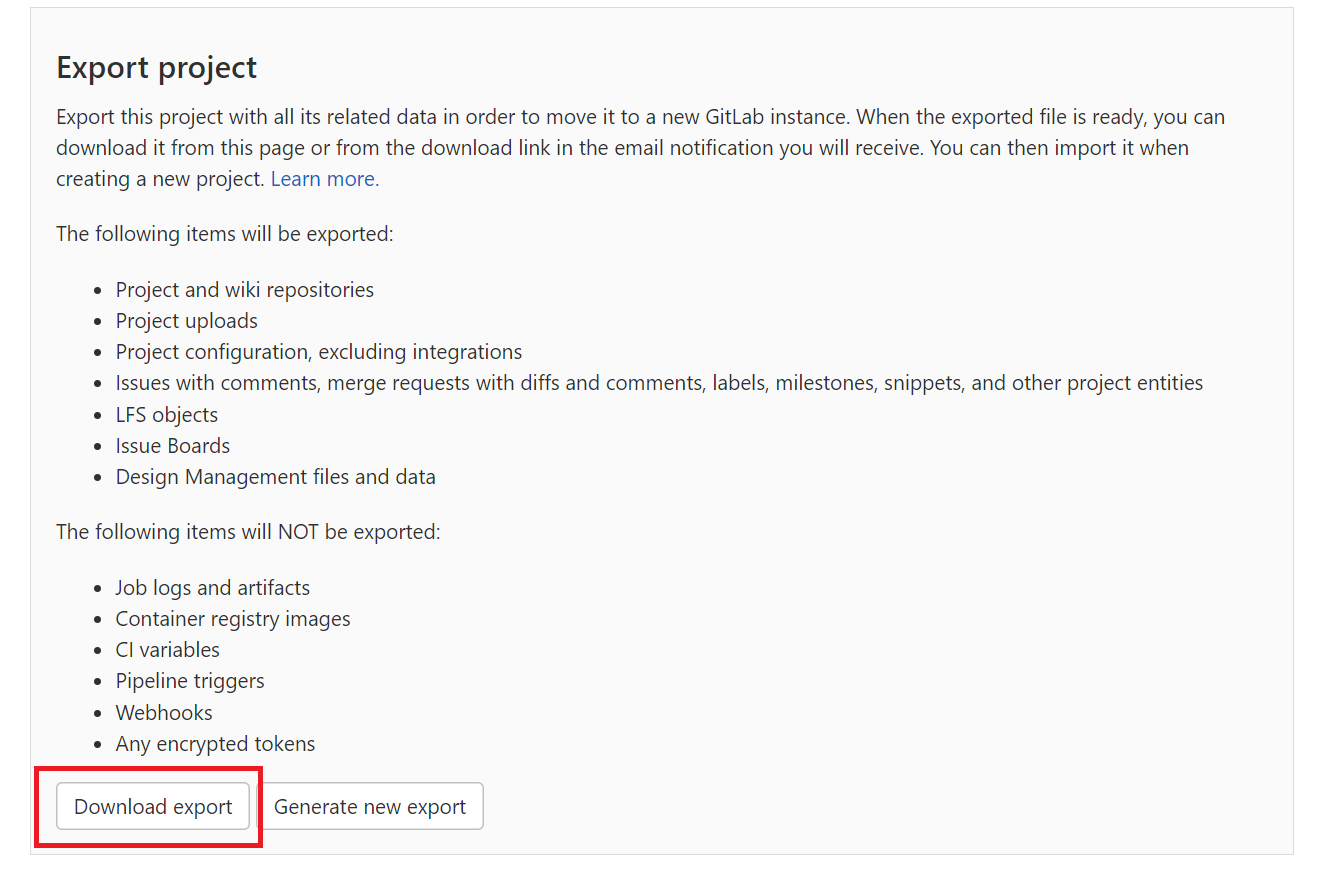 Export project
Export this project with all its related data in order to move it to a new GitLab instance. When the exported file is ready, you can
download it from this page or from the download link in the email notification you will receive. You can then import it when
creating a new project. Learn more.
The following items will be exported:
• Project and wiki repositories
• Project uploads
• Project configuration, excluding integrations
• Issues with comments, merge requests with diffs and comments, labels, milestones, snippets, and other project entities
• LFS objects
• Issue Boards
• Design Management files and data
The following items will NOT be exported:
• Job logs and artifacts
• Container registry images
• CI variables
• Pipeline triggers
• Webhooks
• Any encrypted tokens
Download export Generate new export